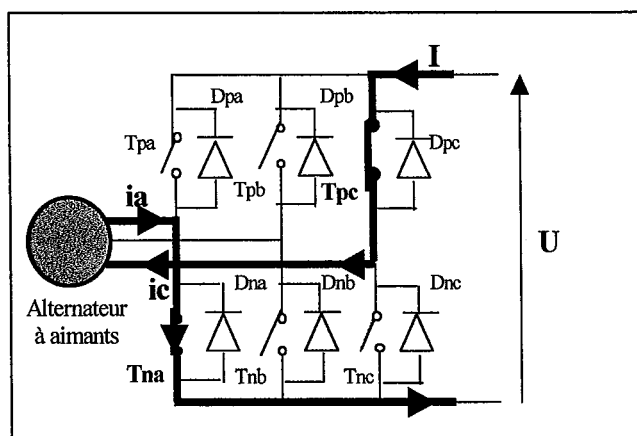 I
Dpa
Dpb
Tpa
Dpc
Tpb
Tpc
ia
U
ic
Dna
Dnb
Dnc
Alternateur
à aimants
Tna
Tnb
Tnc